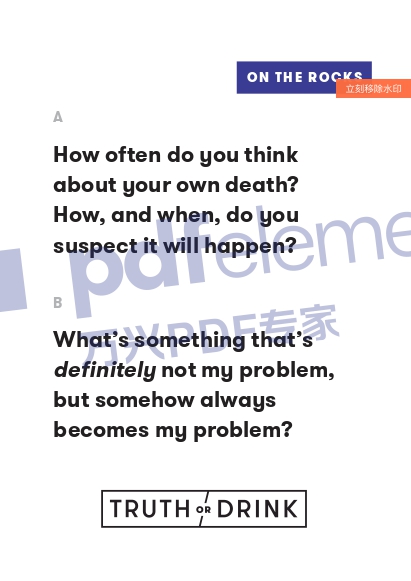 ON THE ROCKS
立刻移除水印
A
How often do you think
about your own death?
How, and when, do you
suspect it will happen?
pdfeleme
B
万兴PDF专家
What's something that's
definitely not my problem,
but somehow always
becomes my problem?
TRUTH OR DRINK